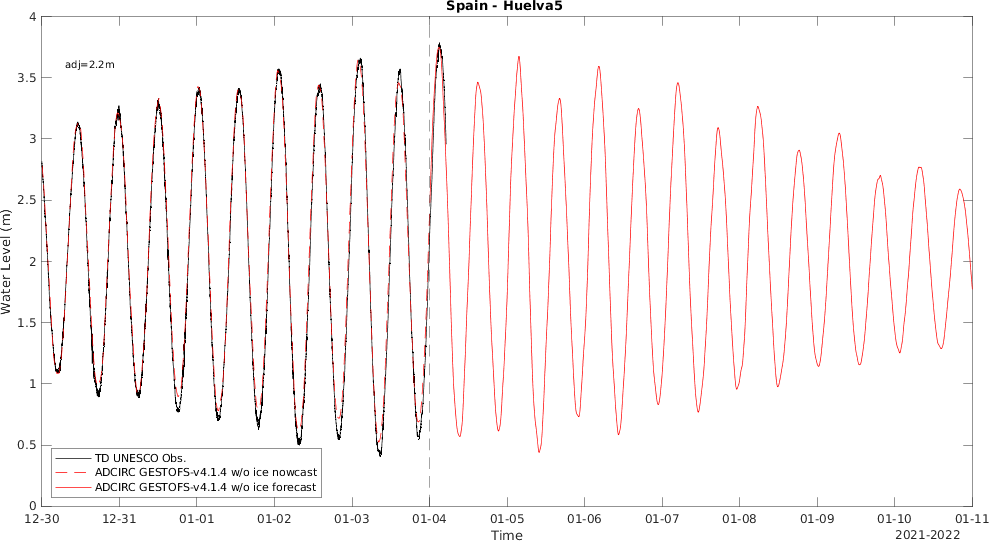 Spain - Huelva5
4
3.5
3
2.5
2
1.5
1
0.5
0
Water Level (m)
adj=2.2m
TD UNESCO Obs.
ADCIRC GESTOFS-v4.1.4 w/o ice nowcast
ADCIRC GESTOFS-v4.1.4 w/o ice forecast
12-30 12-31 01-01 01-02 01-03 01-04 01-05 01-06 01-07 01-08 01-09 01-10 01-11
Time
2021-2022